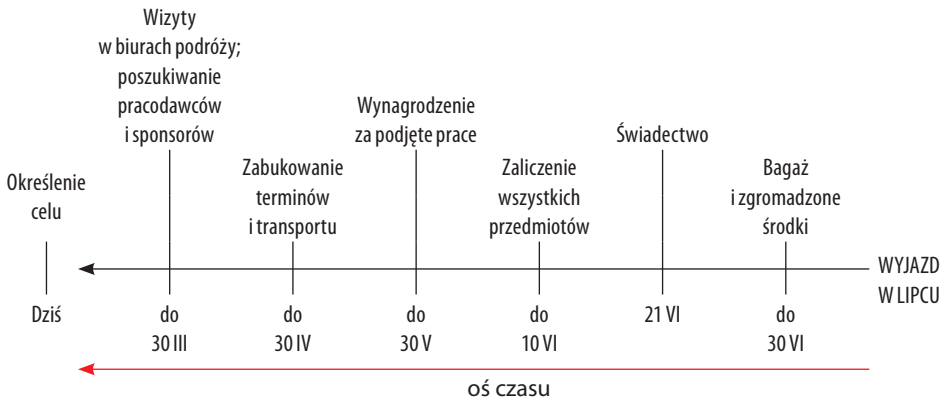 Wizyty
w biurach podróży;
poszukiwanie
pracodawców
i sponsorów
Wynagrodzenie
za podjęte prace
Świadectwo
Określenie
celu
Zabukowanie
terminów
i transportu
Zaliczenie
wszystkich
przedmiotów
Bagaż
i zgromadzone
środki
WYJAZD
W LIPCU
Dziś
do
30 III
do
30 IV
do
30 V
do
10 VI
21 VI
do
30 VI
oś czasu